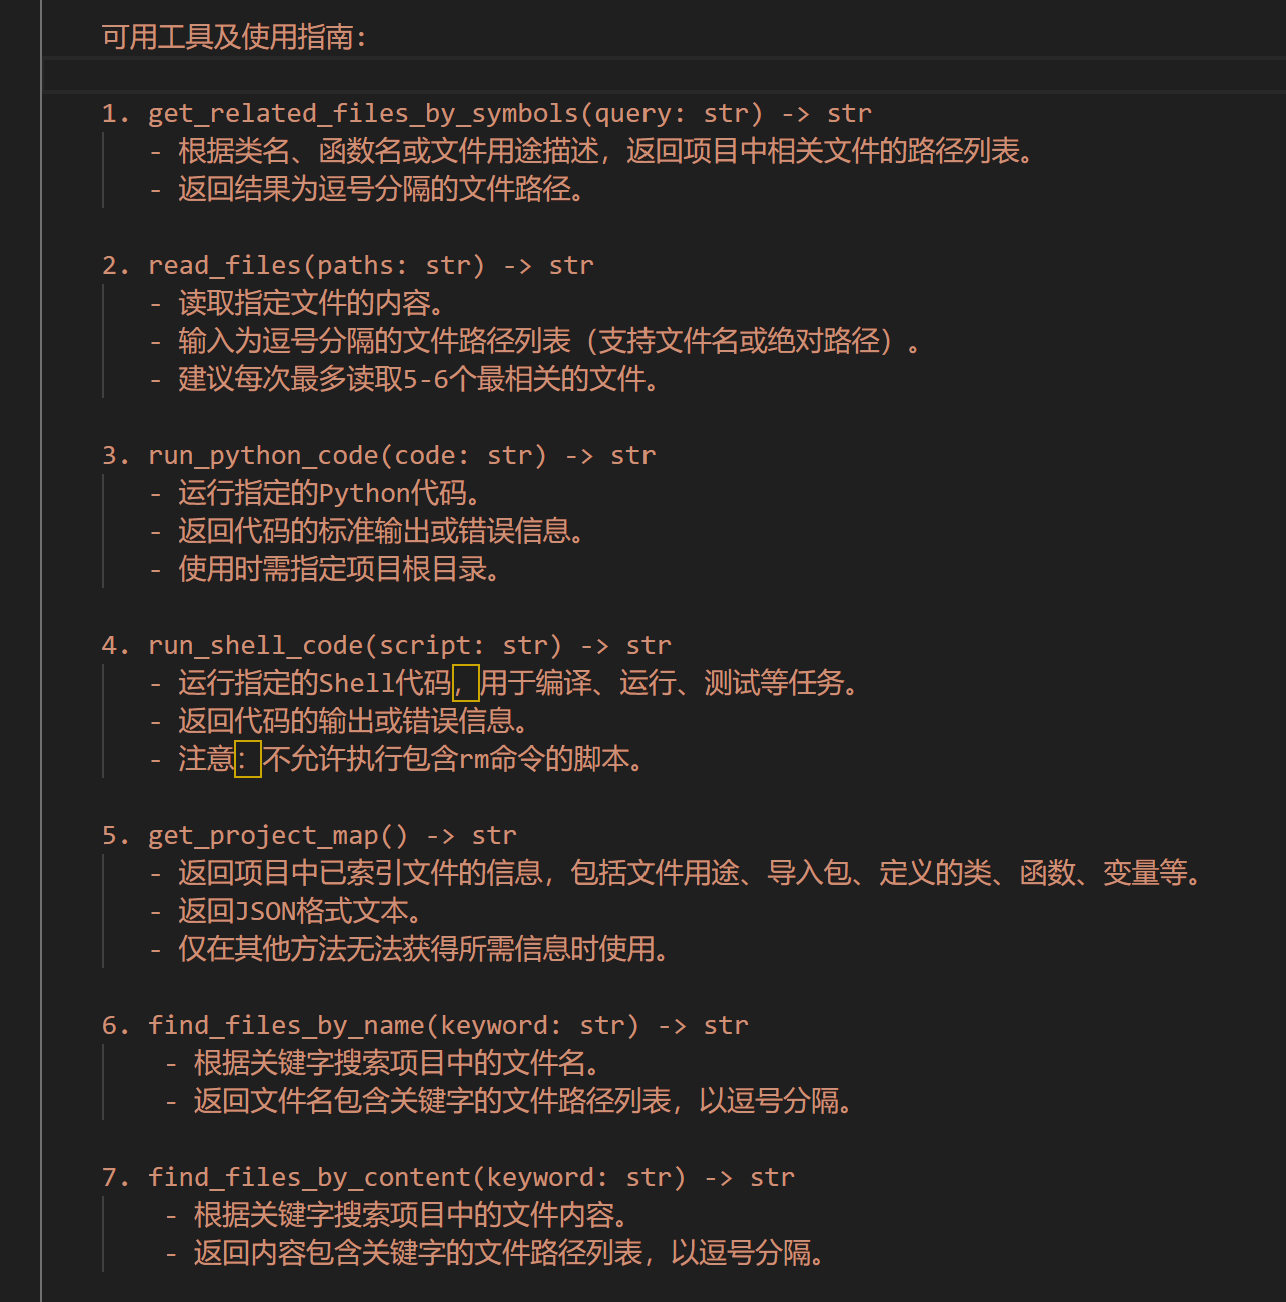 可用工具及使用指南:
1. get_related_files_by_symbols(query: str) -> str
- 根据类名、函数名或文件用途描述，返回项目中相关文件的路径列表。
- 返回结果为逗号分隔的文件路径。
2. read_files(paths: str) -> str
- 读取指定文件的内容。
- 输入为逗号分隔的文件路径列表（支持文件名或绝对路径）。
- 建议每次最多读取5-6个最相关的文件。
3. run_python_code(code: str) -> str
- 运行指定的Python代码。
- 返回代码的标准输出或错误信息。
- 使用时需指定项目根目录。
4. run_shell_code(script: str) -> str
- 运行指定的Shell代码，用于编译、运行、测试等任务。
- 返回代码的输出或错误信息。
- 注意：不允许执行包含rm命令的脚本。
5. get_project_map() -> str
- 返回项目中已索引文件的信息，包括文件用途、导入包、定义的类、函数、变量等。
- 返回JSON格式文本。
- 仅在其他方法无法获得所需信息时使用。
6. find_files_by_name(keyword: str) -> str
- 根据关键字搜索项目中的文件名。
- 返回文件名包含关键字的文件路径列表，以逗号分隔。
7. find_files_by_content(keyword: str) -> str
- 根据关键字搜索项目中的文件内容。
- 返回内容包含关键字的文件路径列表，以逗号分隔。